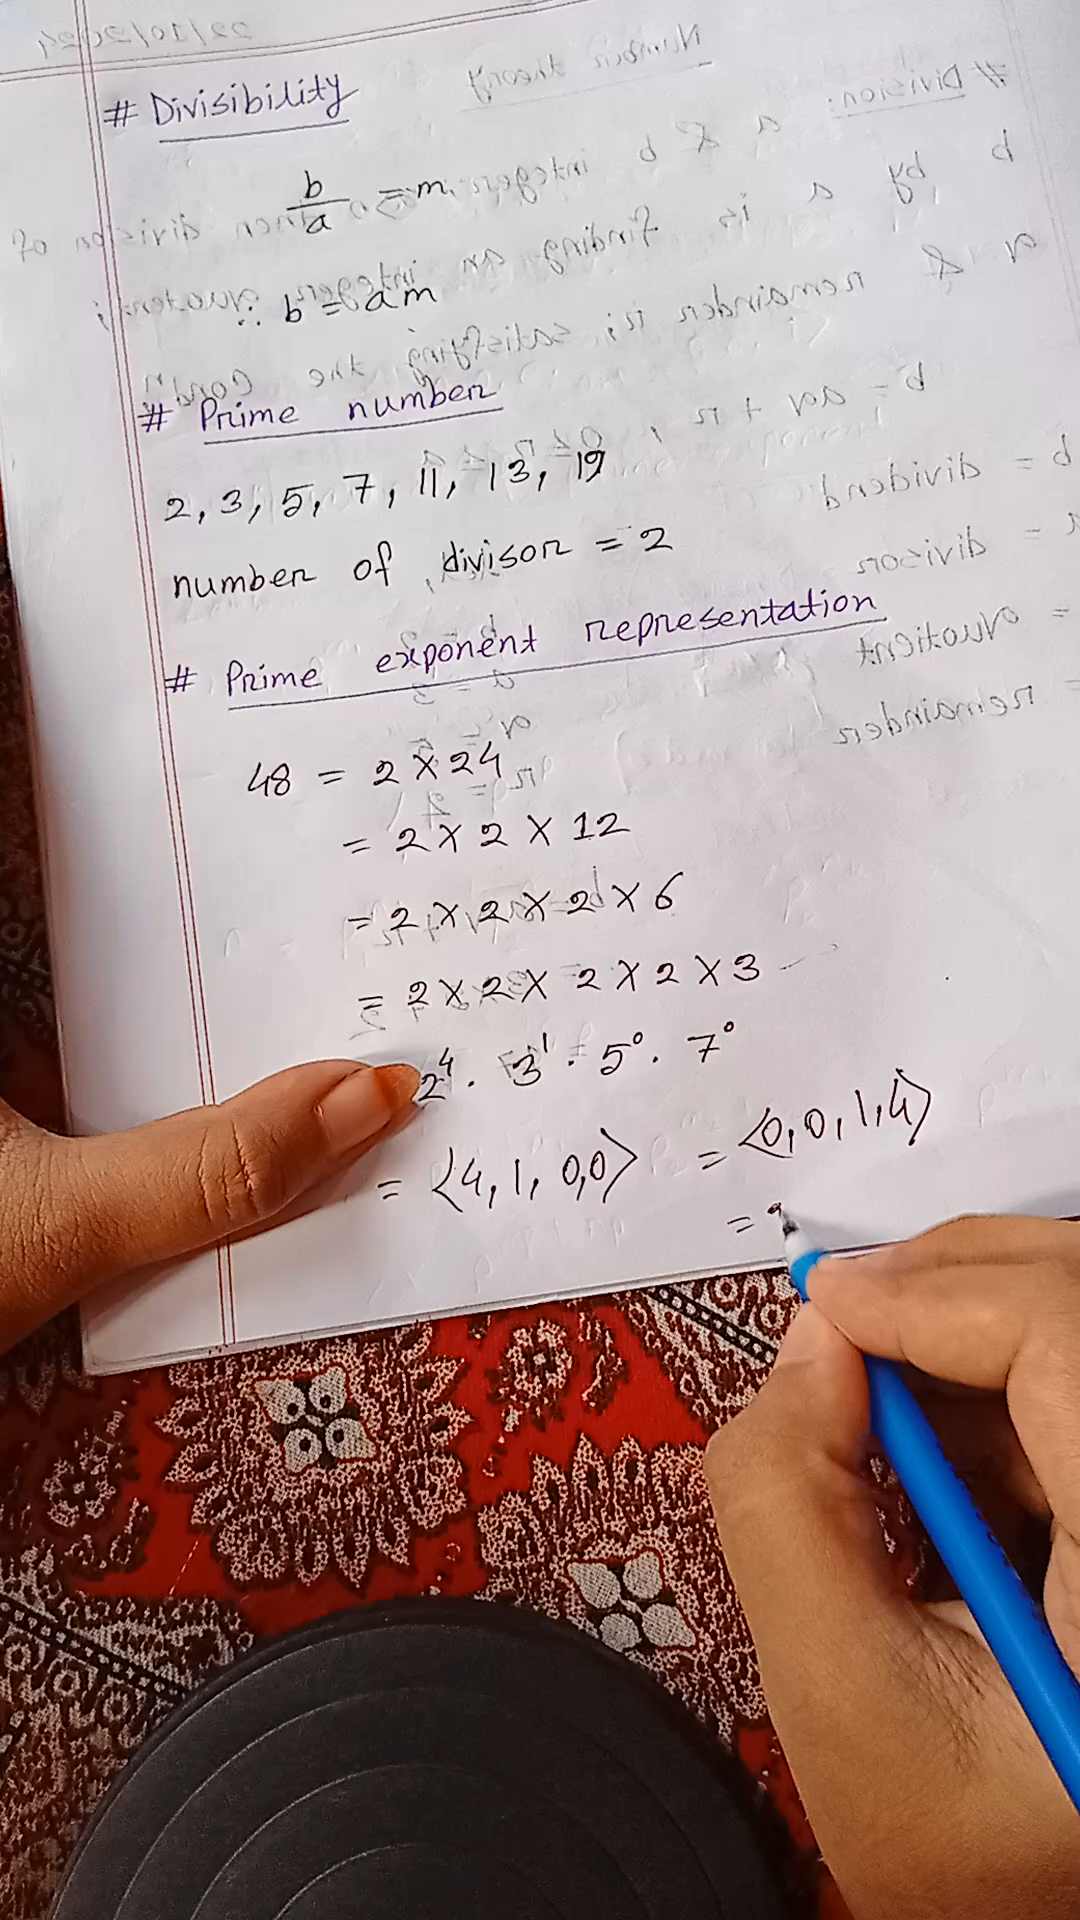 # Divisibility
b/a = m
∴ b = am
# Prime number
2, 3, 5, 7, 11, 13, 19
number of divisor = 2
# Prime exponent representation
48 = 2 × 24
= 2 × 2 × 12
= 2 × 2 × 2 × 6
= 2 × 2 × 2 × 2 × 3
2⁴ · 3¹ · 5⁰ · 7⁰
= ⟨4, 1, 0,0⟩ = ⟨0, 0, 1, 4⟩
=